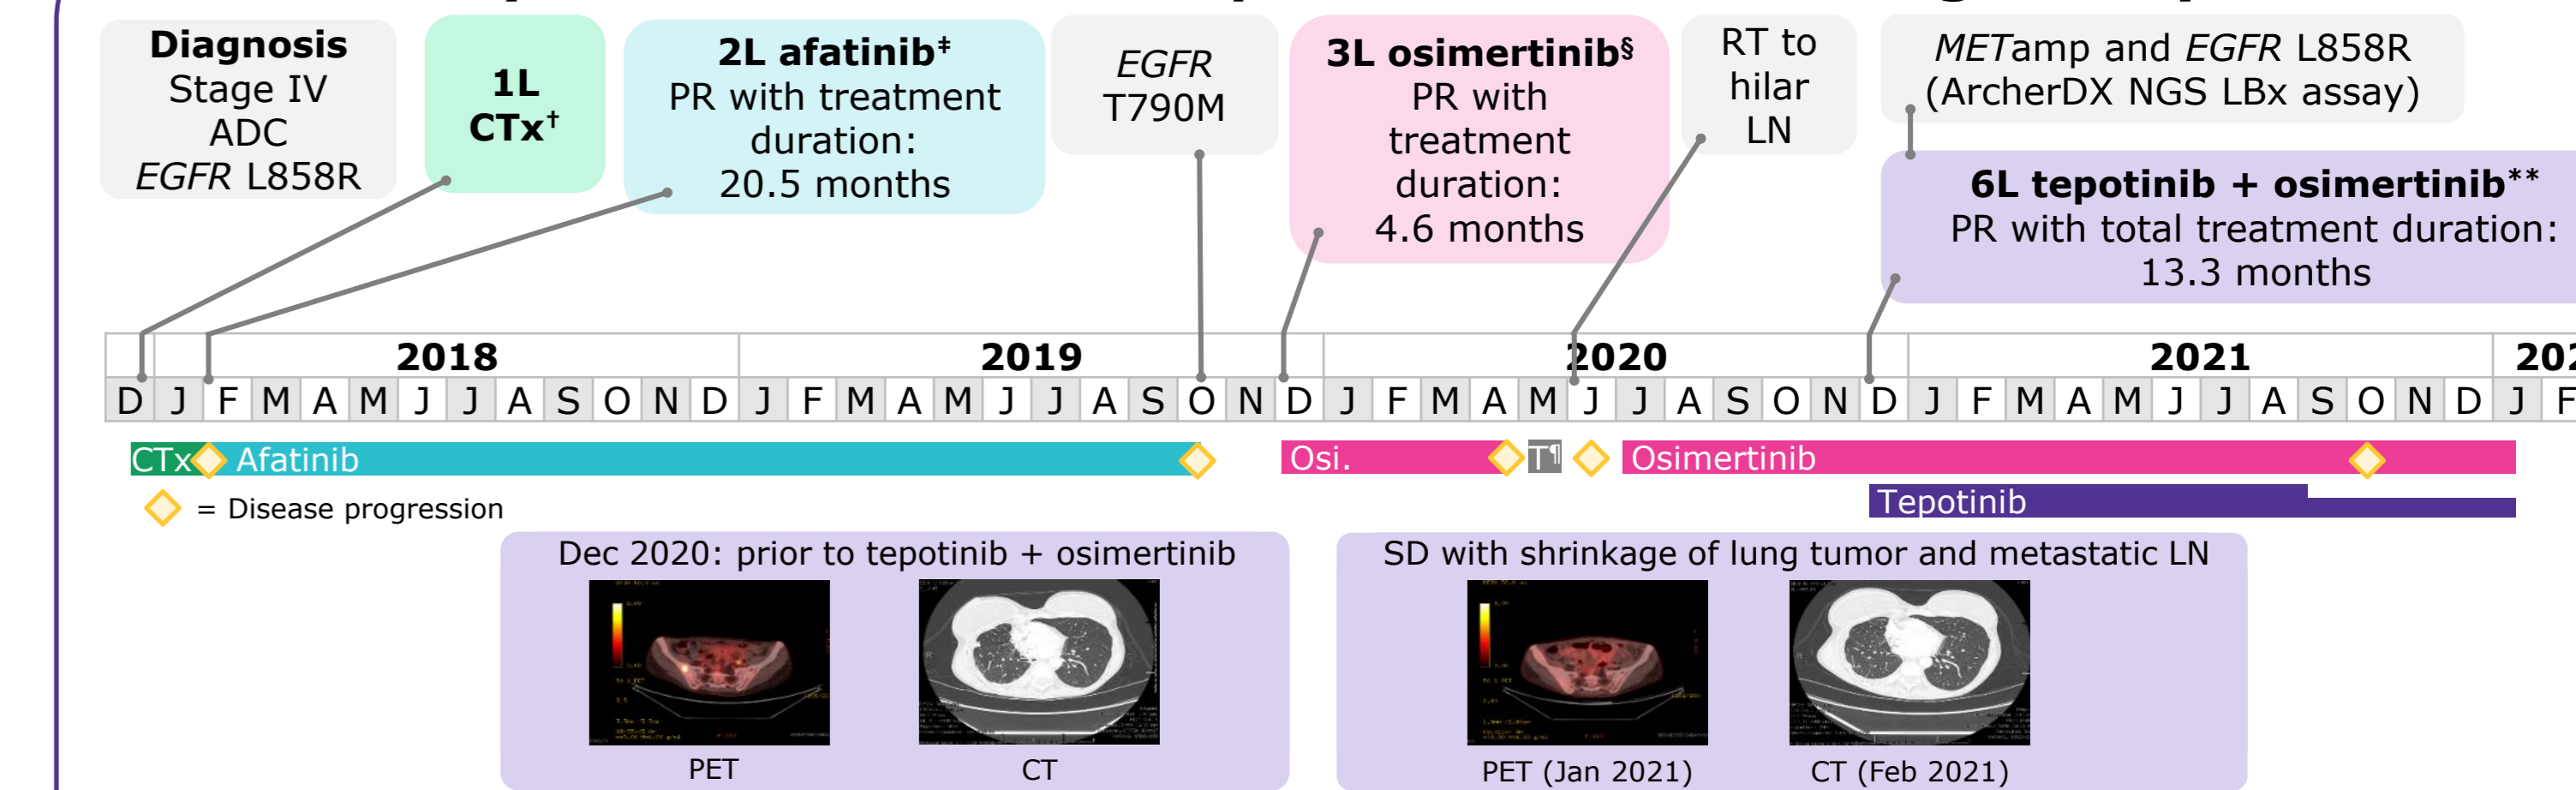 Diagnosis
Stage IV
ADC
EGFR L858R
1L
CTx†
2L afatinib‡
PR with treatment
duration:
20.5 months
EGFR
T790M
3L osimertinib§
PR with
treatment
duration:
4.6 months
RT to
hilar
LN
METamp and EGFR L858R
(ArcherDX NGS LBx assay)
6L tepotinib + osimertinib**
PR with total treatment duration:
13.3 months
2018 2019 2020 2021
D J F M A M J J A S O N D J F M A M J J A S O N D J F M A M J J A S O N D J F M A M J J A S O N D J F
CTx Afatinib Osi. T¶ Osimertinib
Tepotinib
= Disease progression
Dec 2020: prior to tepotinib + osimertinib
PET CT
SD with shrinkage of lung tumor and metastatic LN
PET (Jan 2021) CT (Feb 2021)